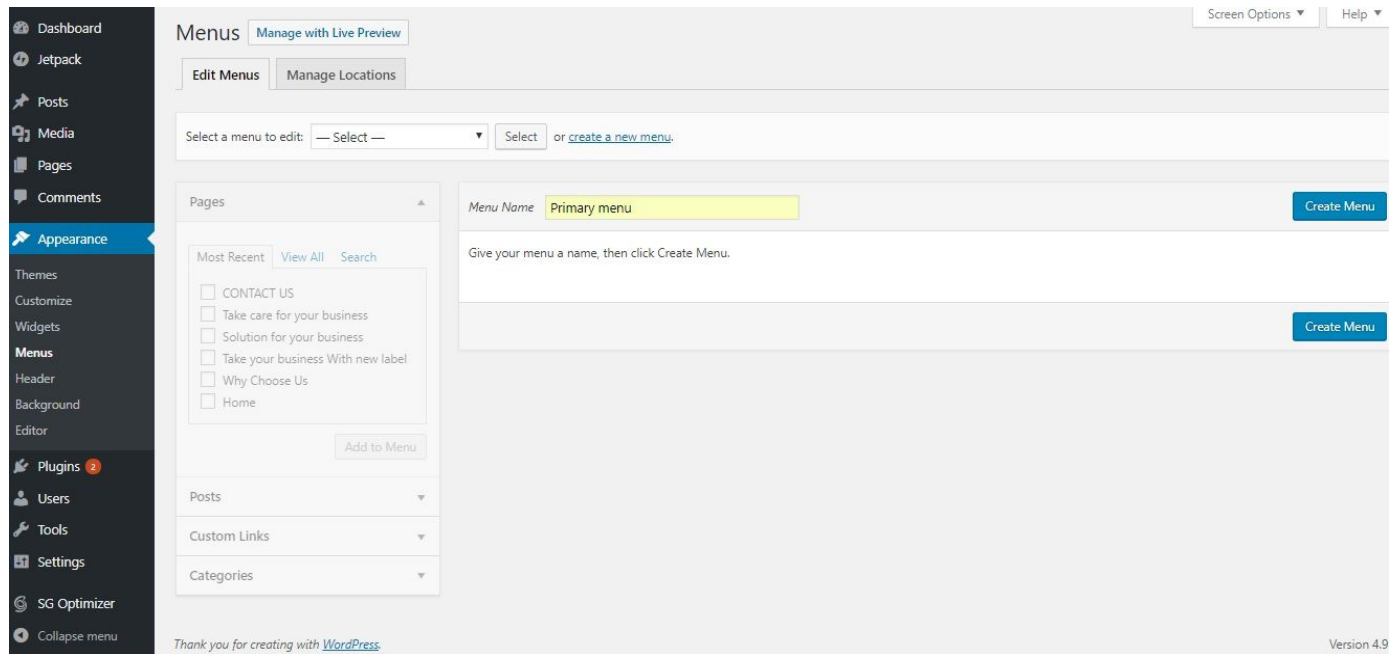 Dashboard
Jetpack
Posts
Media
Pages
Comments
Appearance
Themes
Customize
Widgets
Menus
Header
Background
Editor
Plugins 2
Users
Tools
Settings
SG Optimizer
Collapse menu
Screen Options ▼ Help ▼
Menus Manage with Live Preview
Edit Menus Manage Locations
Select a menu to edit: — Select — Select or create a new menu.
Pages
Most Recent View All Search
CONTACT US
Take care for your business
Solution for your business
Take your business With new label
Why Choose Us
Home
Add to Menu
Posts
Custom Links
Categories
Menu Name Primary menu Create Menu
Give your menu a name, then click Create Menu.
Create Menu
Thank you for creating with WordPress. Version 4.9